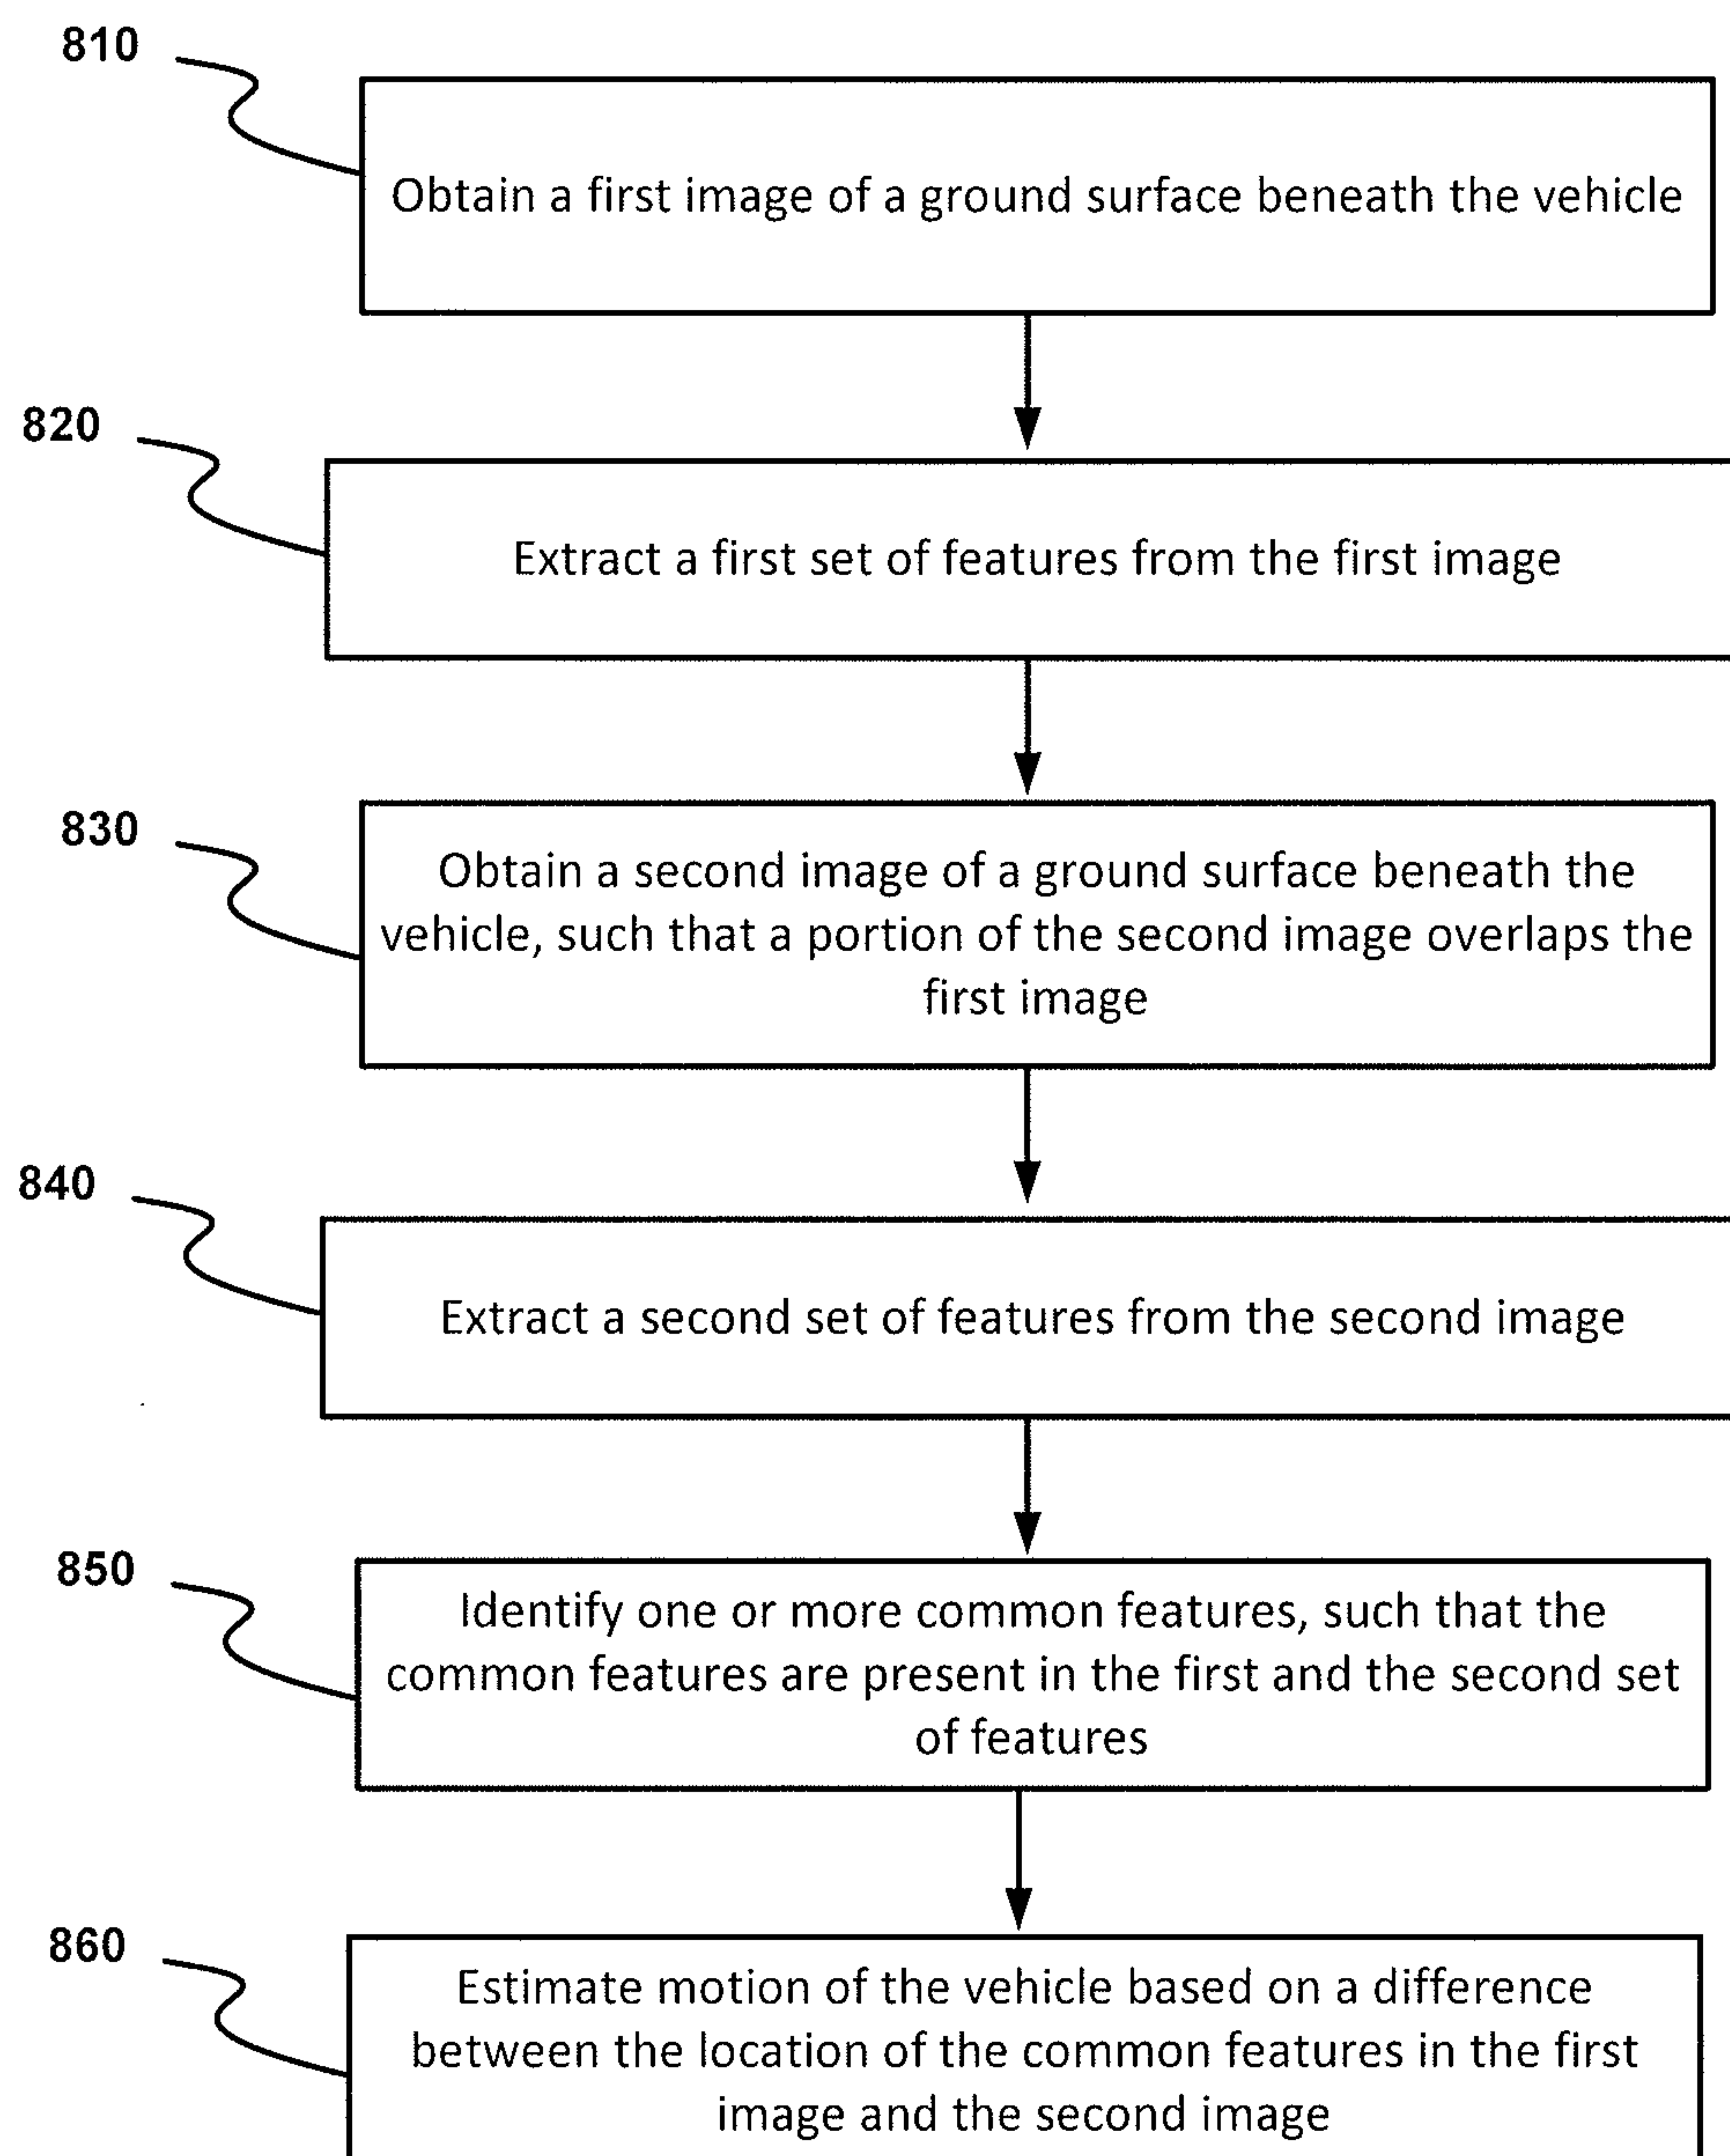 810
Obtain a first image of a ground surface beneath the vehicle
820
Extract a first set of features from the first image
830
Obtain a second image of a ground surface beneath the
vehicle, such that a portion of the second image overlaps the
first image
840
Extract a second set of features from the second image
850
Identify one or more common features, such that the
common features are present in the first and the second set
of features
860
Estimate motion of the vehicle based on a difference
between the location of the common features in the first
image and the second image